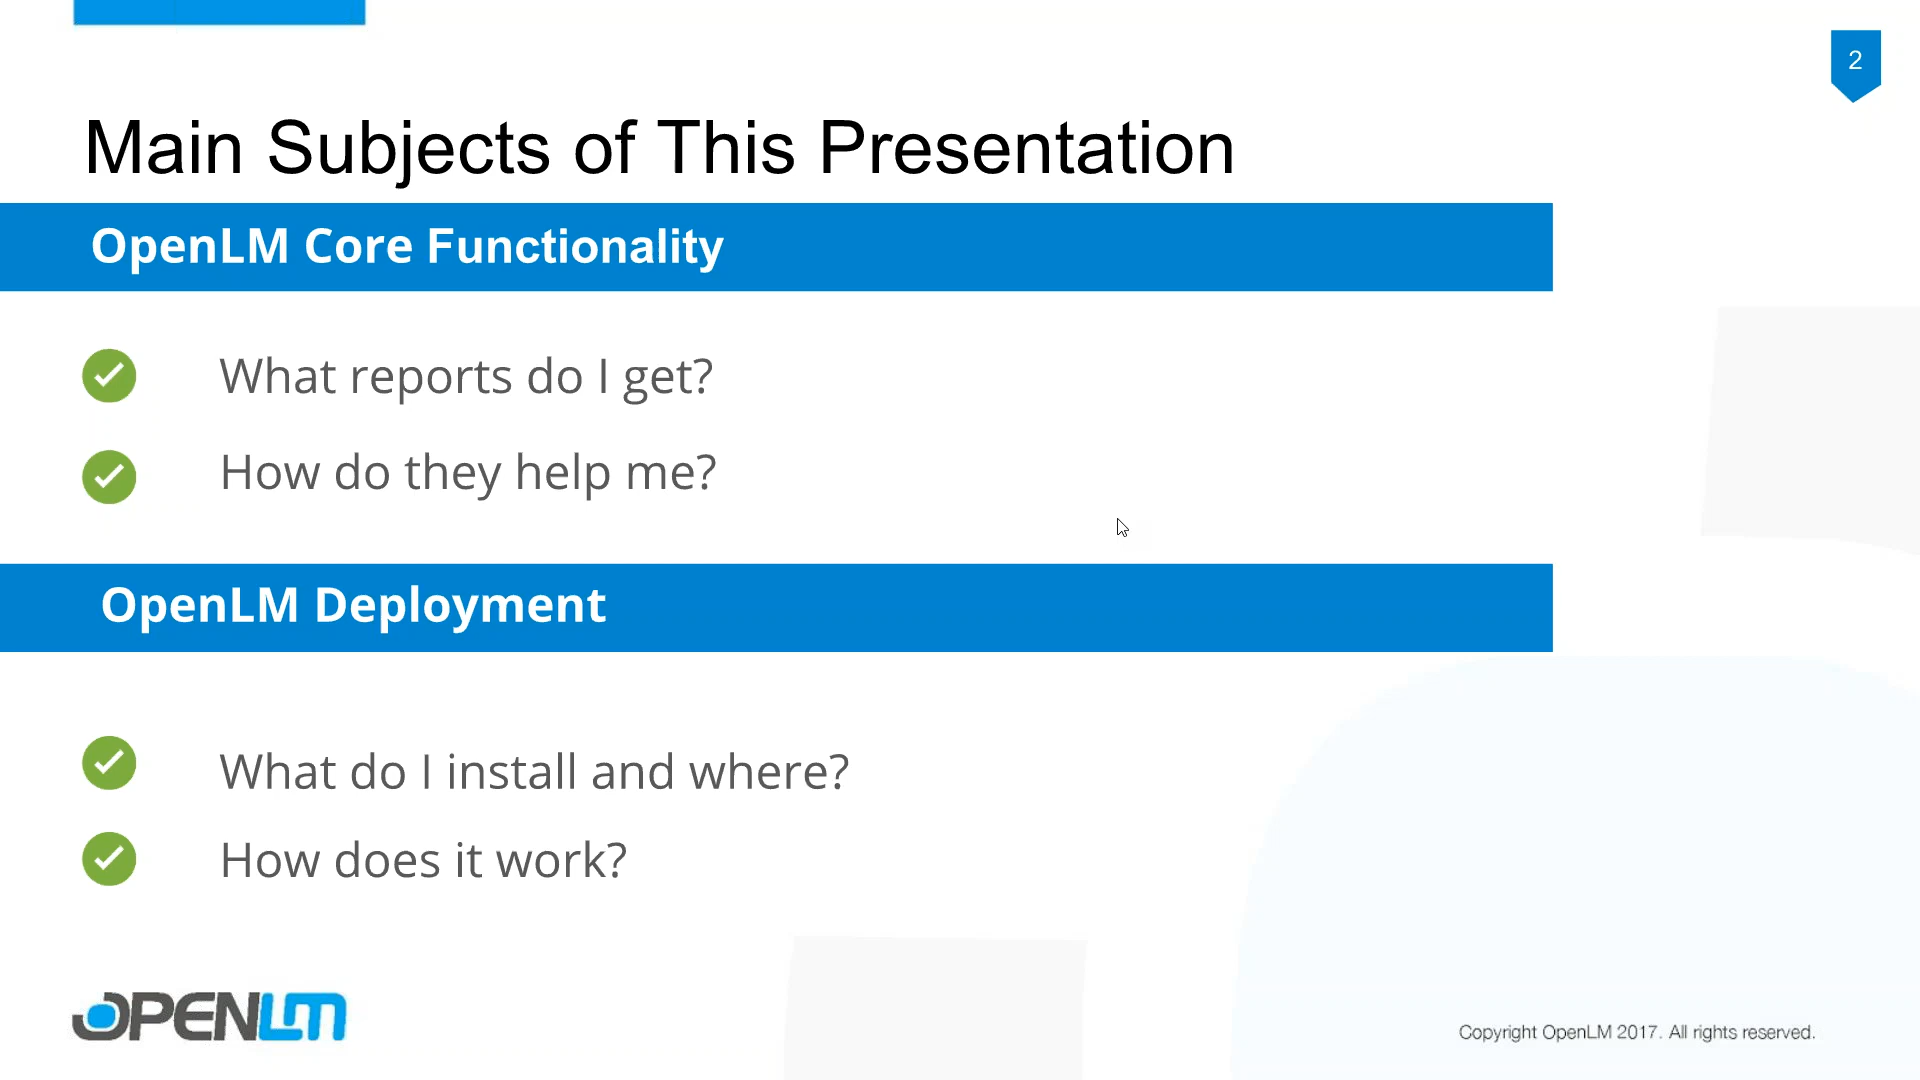 2
Main Subjects of This Presentation
OpenLM Core Functionality
What reports do I get?
How do they help me?
OpenLM Deployment
What do I install and where?
How does it work?
OPENLM
Copyright OpenLM 2017. All rights reserved.